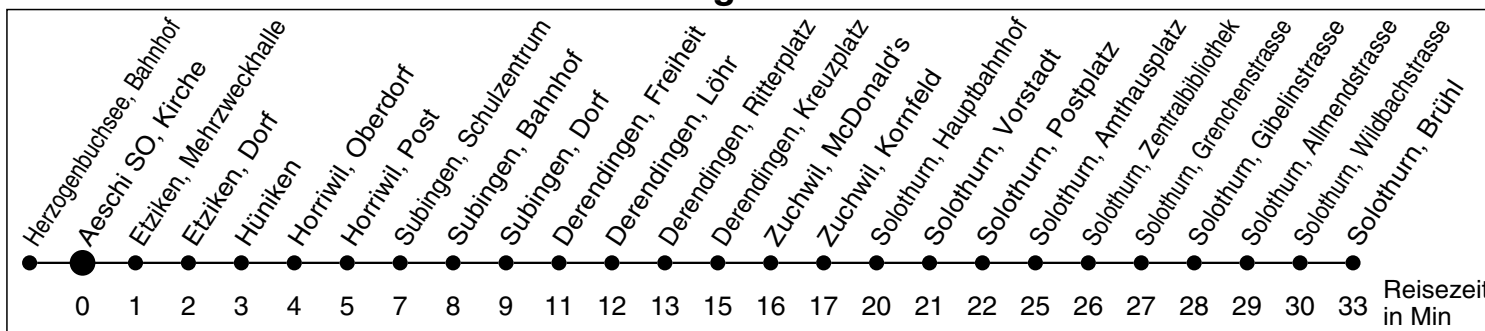 Herzogenbuchsee, Bahnhof
Aeschi SO, Kirche
Etziken, Mehrzweckhalle
Etziken, Dorf
Hüniken
Horriwil, Oberdorf
Horriwil, Post
Subingen, Schulzentrum
Subingen, Bahnhof
Subingen, Dorf
Derendingen, Freiheit
Derendingen, Löhr
Derendingen, Ritterplatz
Derendingen, Kreuzplatz
Zuchwil, McDonald's
Zuchwil, Kornfeld
Solothurn, Hauptbahnhof
Solothurn, Vorstadt
Solothurn, Postplatz
Solothurn, Amthausplatz
Solothurn, Zentralbibliothek
Solothurn, Grenchenstrasse
Solothurn, Gibelinstrasse
Solothurn, Allmendstrasse
Solothurn, Wildbachstrasse
Solothurn, Brühl
0 1 2 3 4 5 7 8 9 11 12 13 15 16 17 20 21 22 25 26 27 28 29 30 33
Reisezeit
in Min